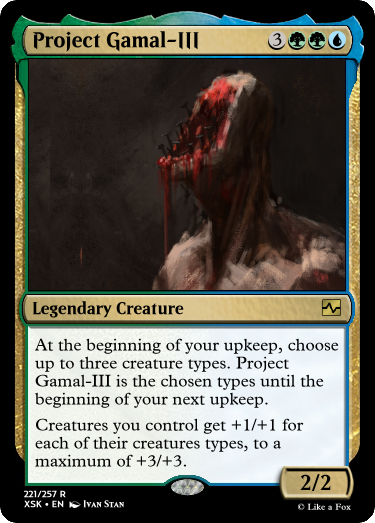 Project Gamal-III 3
Legendary Creature
At the beginning of your upkeep, choose
up to three creature types. Project
Gamal-III is the chosen types until the
beginning of your next upkeep.
Creatures you control get +1/+1 for
each of their creatures types, to a
maximum of +3/+3.
2/2
221/257 R
XSK • EN Ivan Stan
© Like a Fox